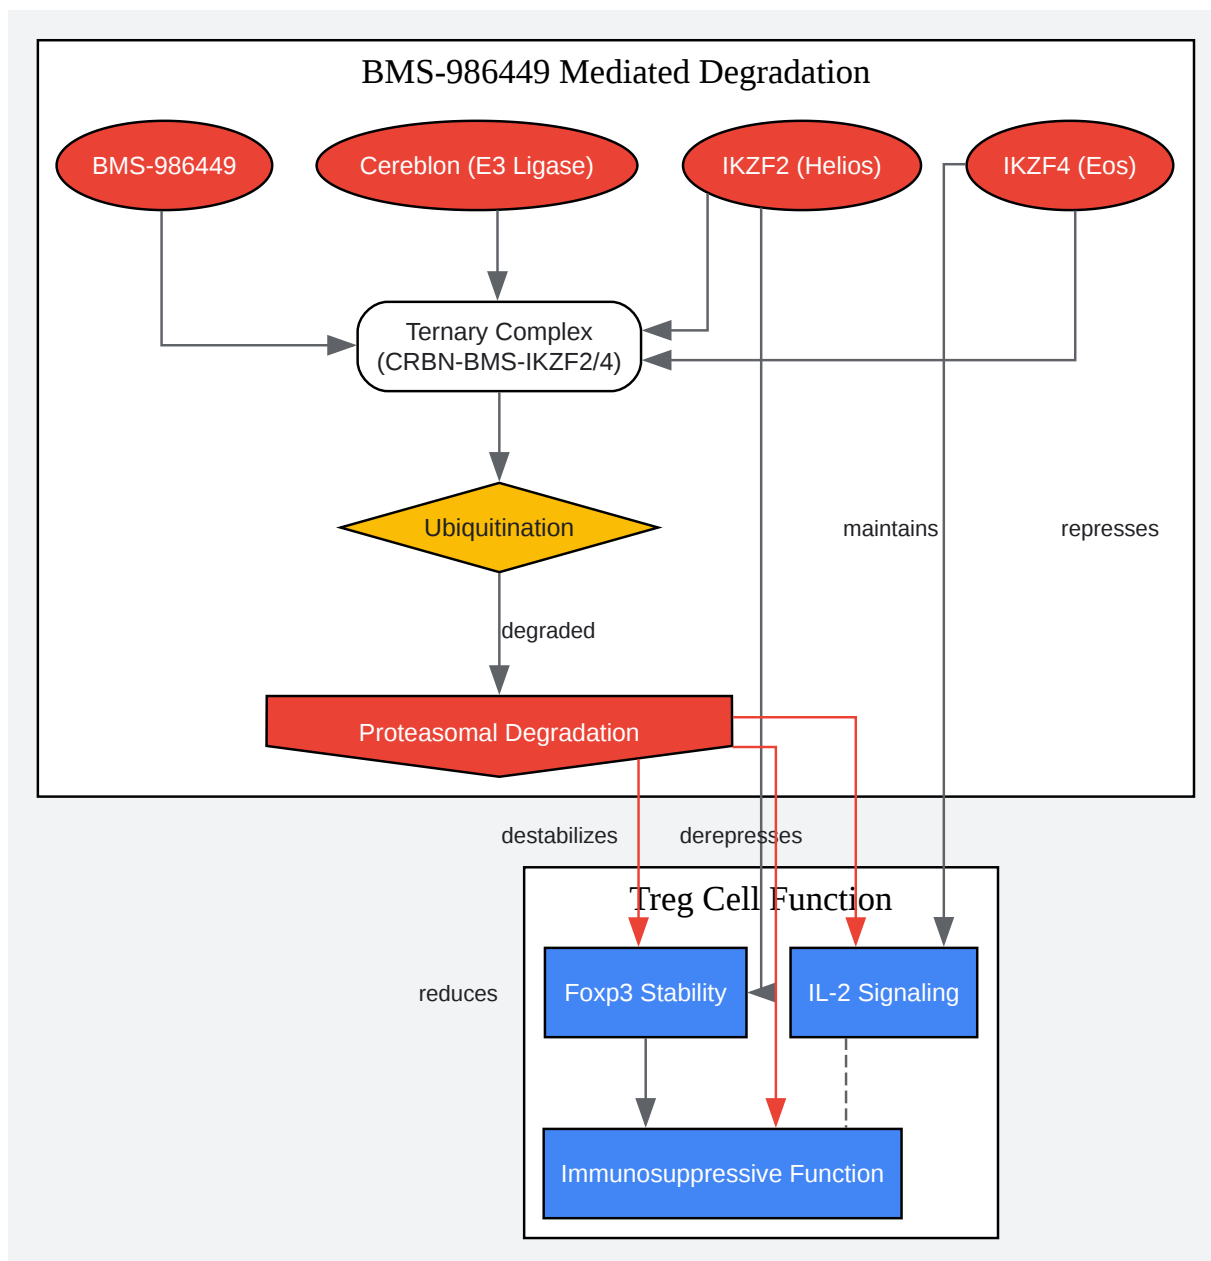 BMS-986449 Mediated Degradation
BMS-986449
Cereblon (E3 Ligase)
IKZF2 (Helios)
IKZF4 (Eos)
Ternary Complex
(CRBN-BMS-IKZF2/4)
Ubiquitination
maintains
represses
degraded
Proteasomal Degradation
destabilizes
derepresses
Treg Cell Function
reduces
Foxp3 Stability
IL-2 Signaling
Immunosuppressive Function